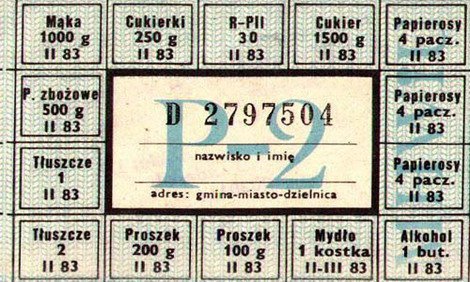 Mąka
1000 g
II 83
Cukierki
250 g
II 83
R-PII
30
II 83
Cukier
1500 g
II 83
Papierosy
4 pacz.
II 83
P. zbożowe
500 g
II 83
D 2797504
P-2
nazwisko i imię
adres: gmina-miasto-dzielnica
Papierosy
4 pacz.
II 83
Tłuszcze
1
II 83
Papierosy
4 pacz.
II 83
Tłuszcze
2
II 83
Proszek
200 g
II 83
Proszek
100 g
II 83
Mydło
1 kostka
II-III 83
Alkohol
1 but.
II 83